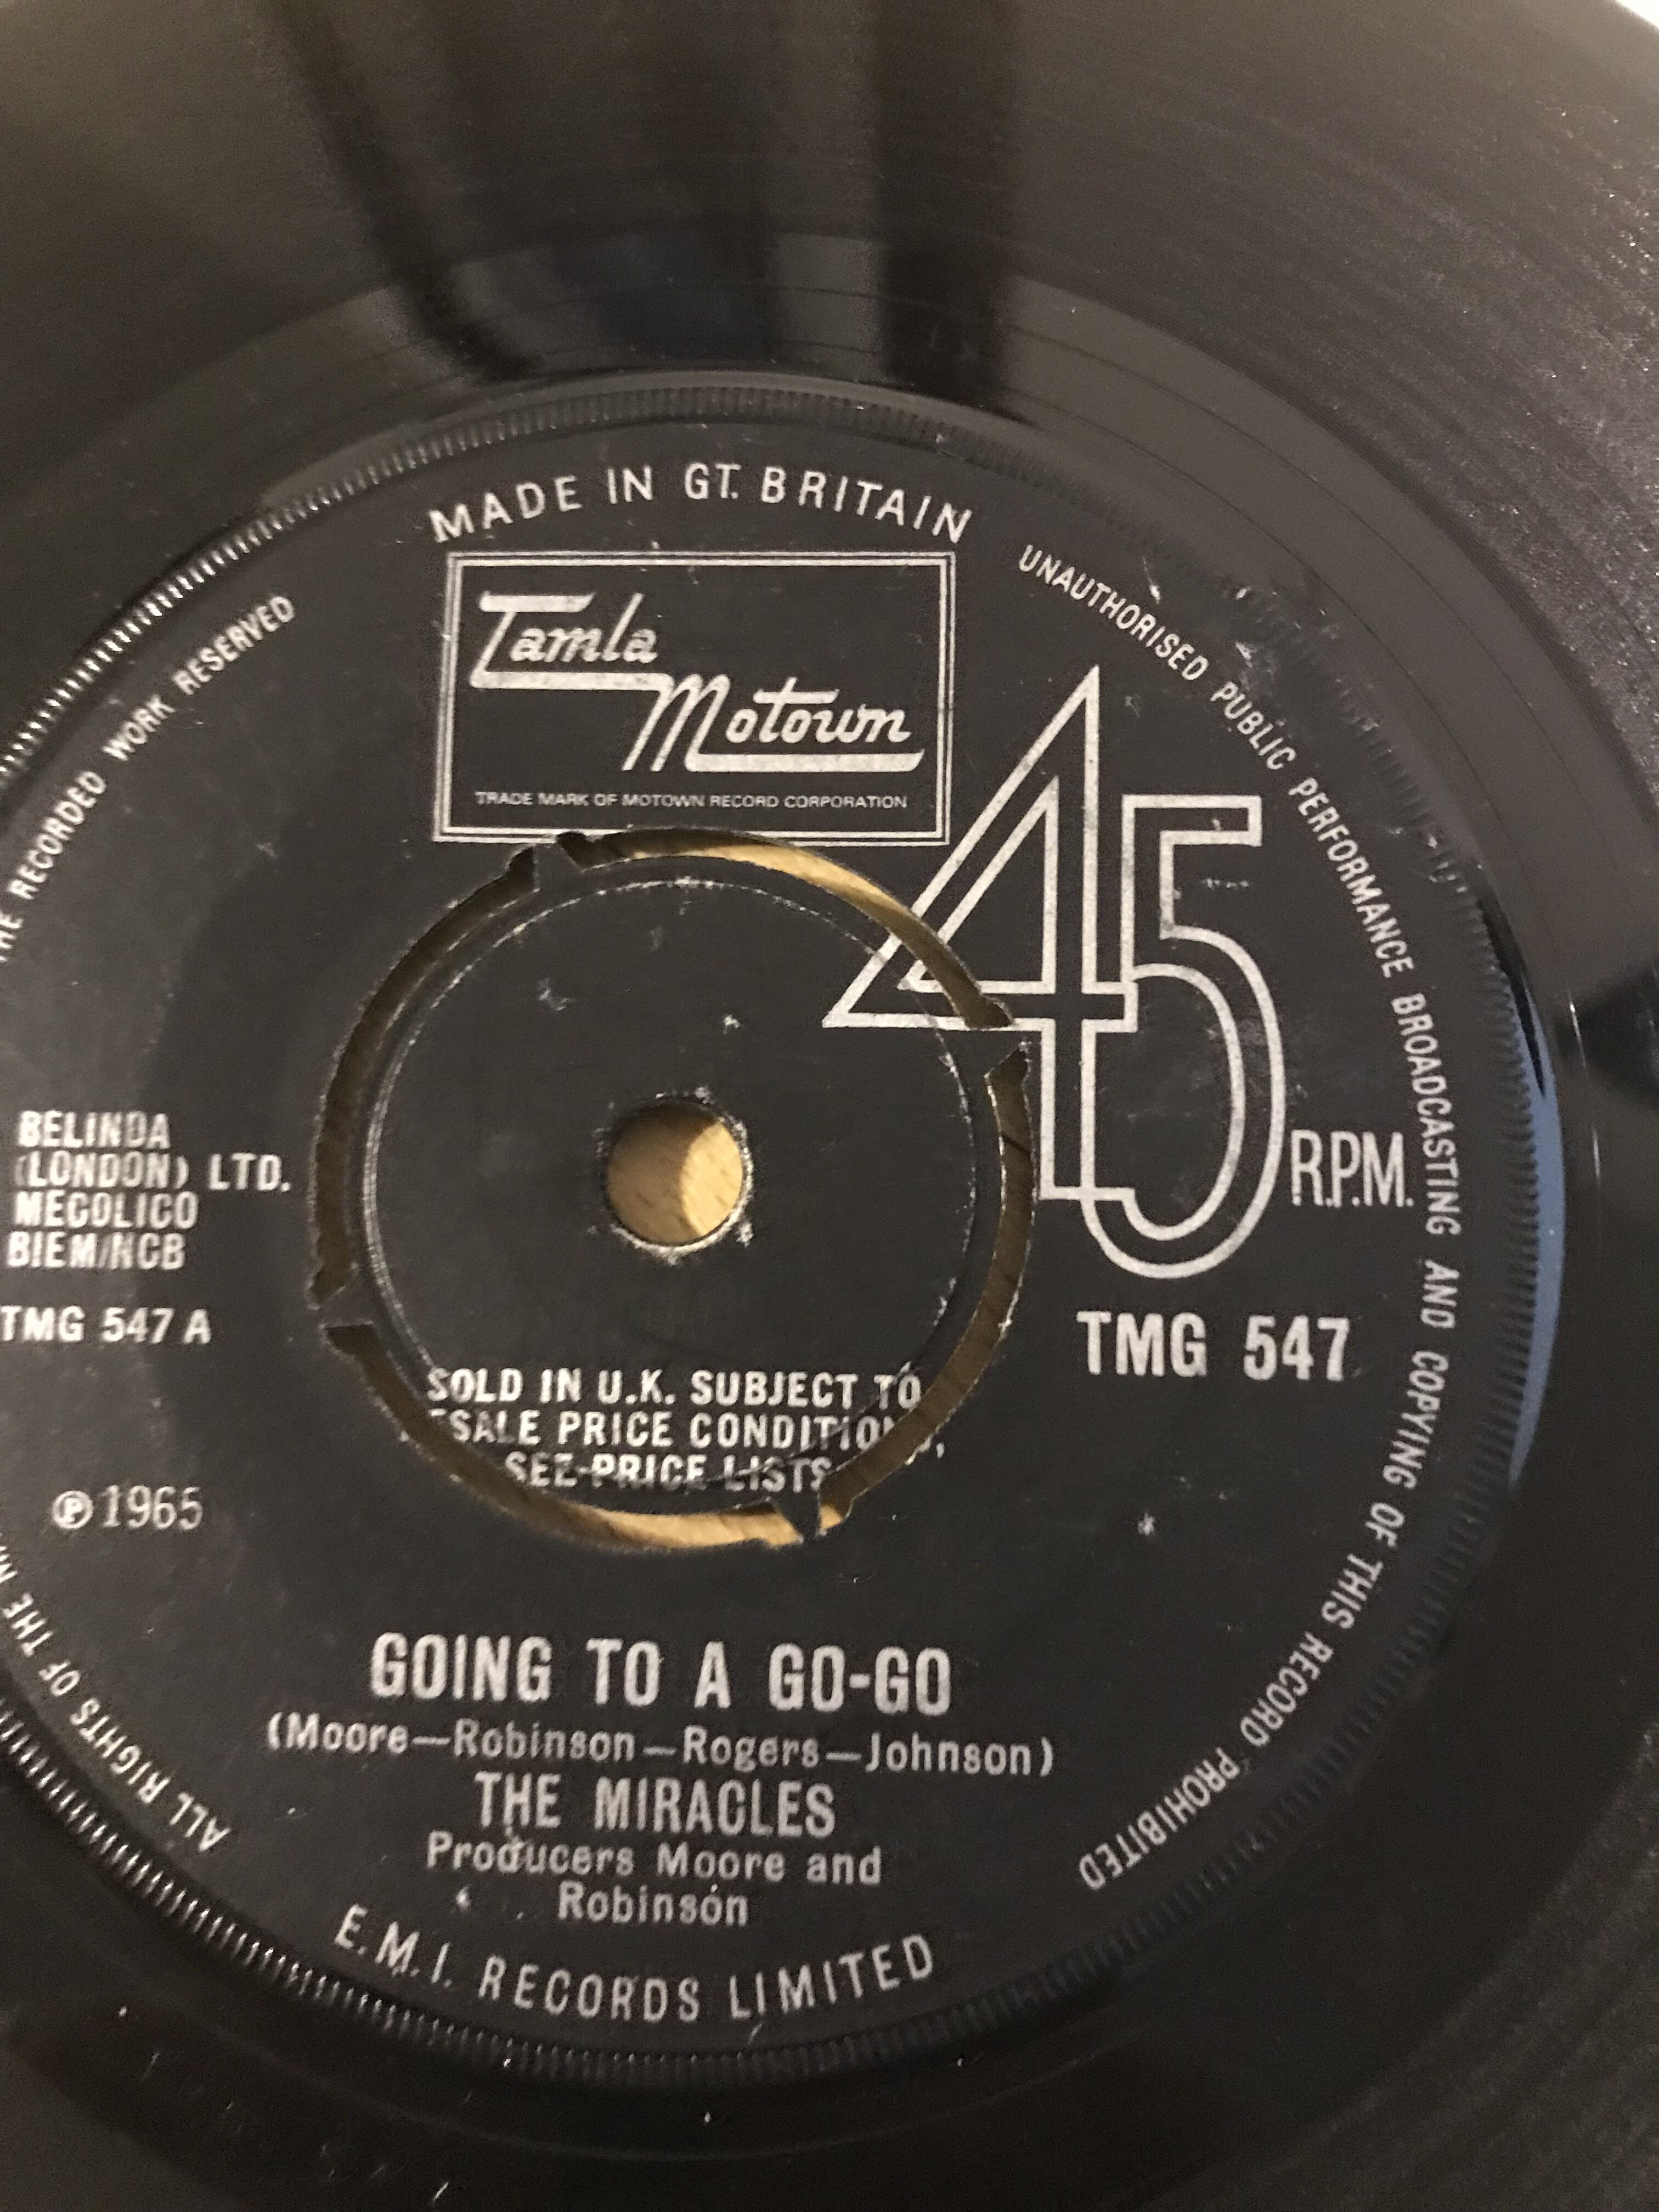 MADE IN GT. BRITAIN
UNAUTHORISED PUBLIC PERFORMANCE BROADCASTING AND COPYING OF THIS RECORD PROHIBITED
RECORDED WORK RESERVED
Tamla
Motown
TRADE MARK OF MOTOWN RECORD CORPORATION
45
R.P.M.
BELINDA
(LONDON) LTD.
MECOLICO
BIEM/NCB
TMG 547 A
TMG 547
SOLD IN U.K. SUBJECT TO
PRICE CONDITIONS,
SEE PRICE LISTS
℗1965
GOING TO A GO-GO
(Moore—Robinson—Rogers—Johnson)
THE MIRACLES
Producers Moore and
Robinson
ALL RIGHTS OF THE
E.M.I. RECORDS LIMITED